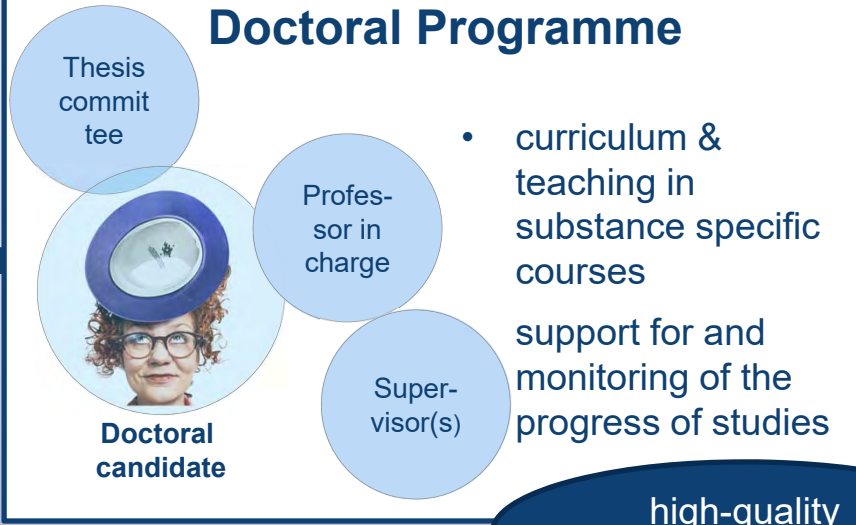 Doctoral Programme
Thesis
commit
tee
Profes-
sor in
charge
Super-
visor(s)
Doctoral
candidate
• curriculum &
teaching in
substance specific
courses
support for and
monitoring of the
progress of studies
high-quality